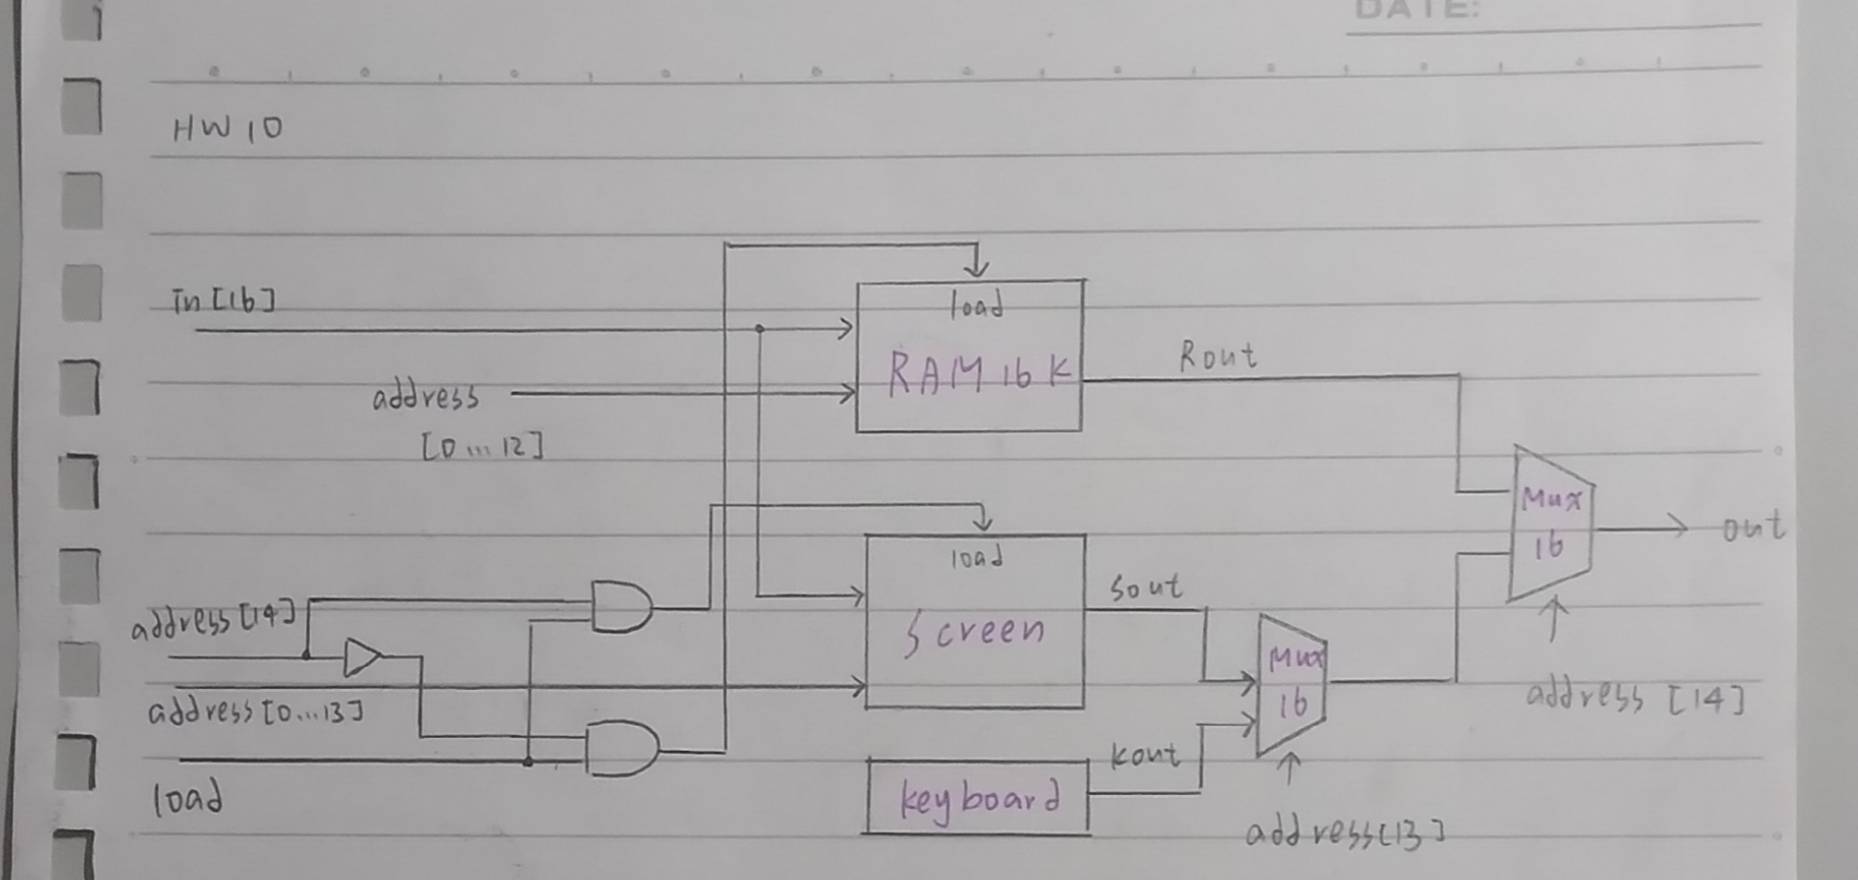 DATE:
HW 10
in [16]
load
RAM 16 K
Rout
address
[0 ... 12]
Mux
16
out
load
Screen
Sout
address [14]
Mux
16
address [14]
address [0...13]
load
Kout
keyboard
address [13]